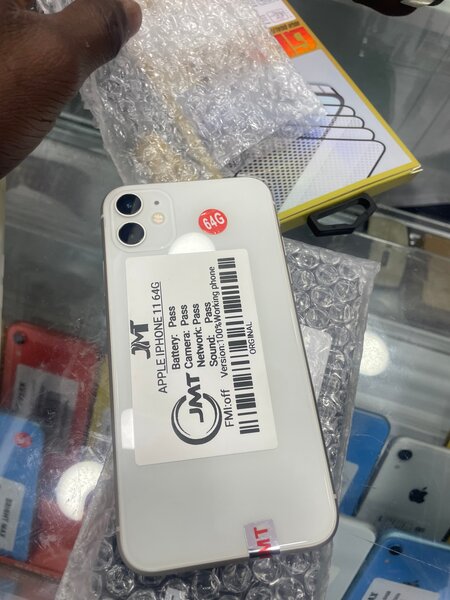 64G
JMT
APPLE IPHONE 11 64G
Battery: Pass
Camera: Pass
Network: Pass
Sound: Pass
JMT
FMI:off Version:100%Working phone
ORGINAL
MT